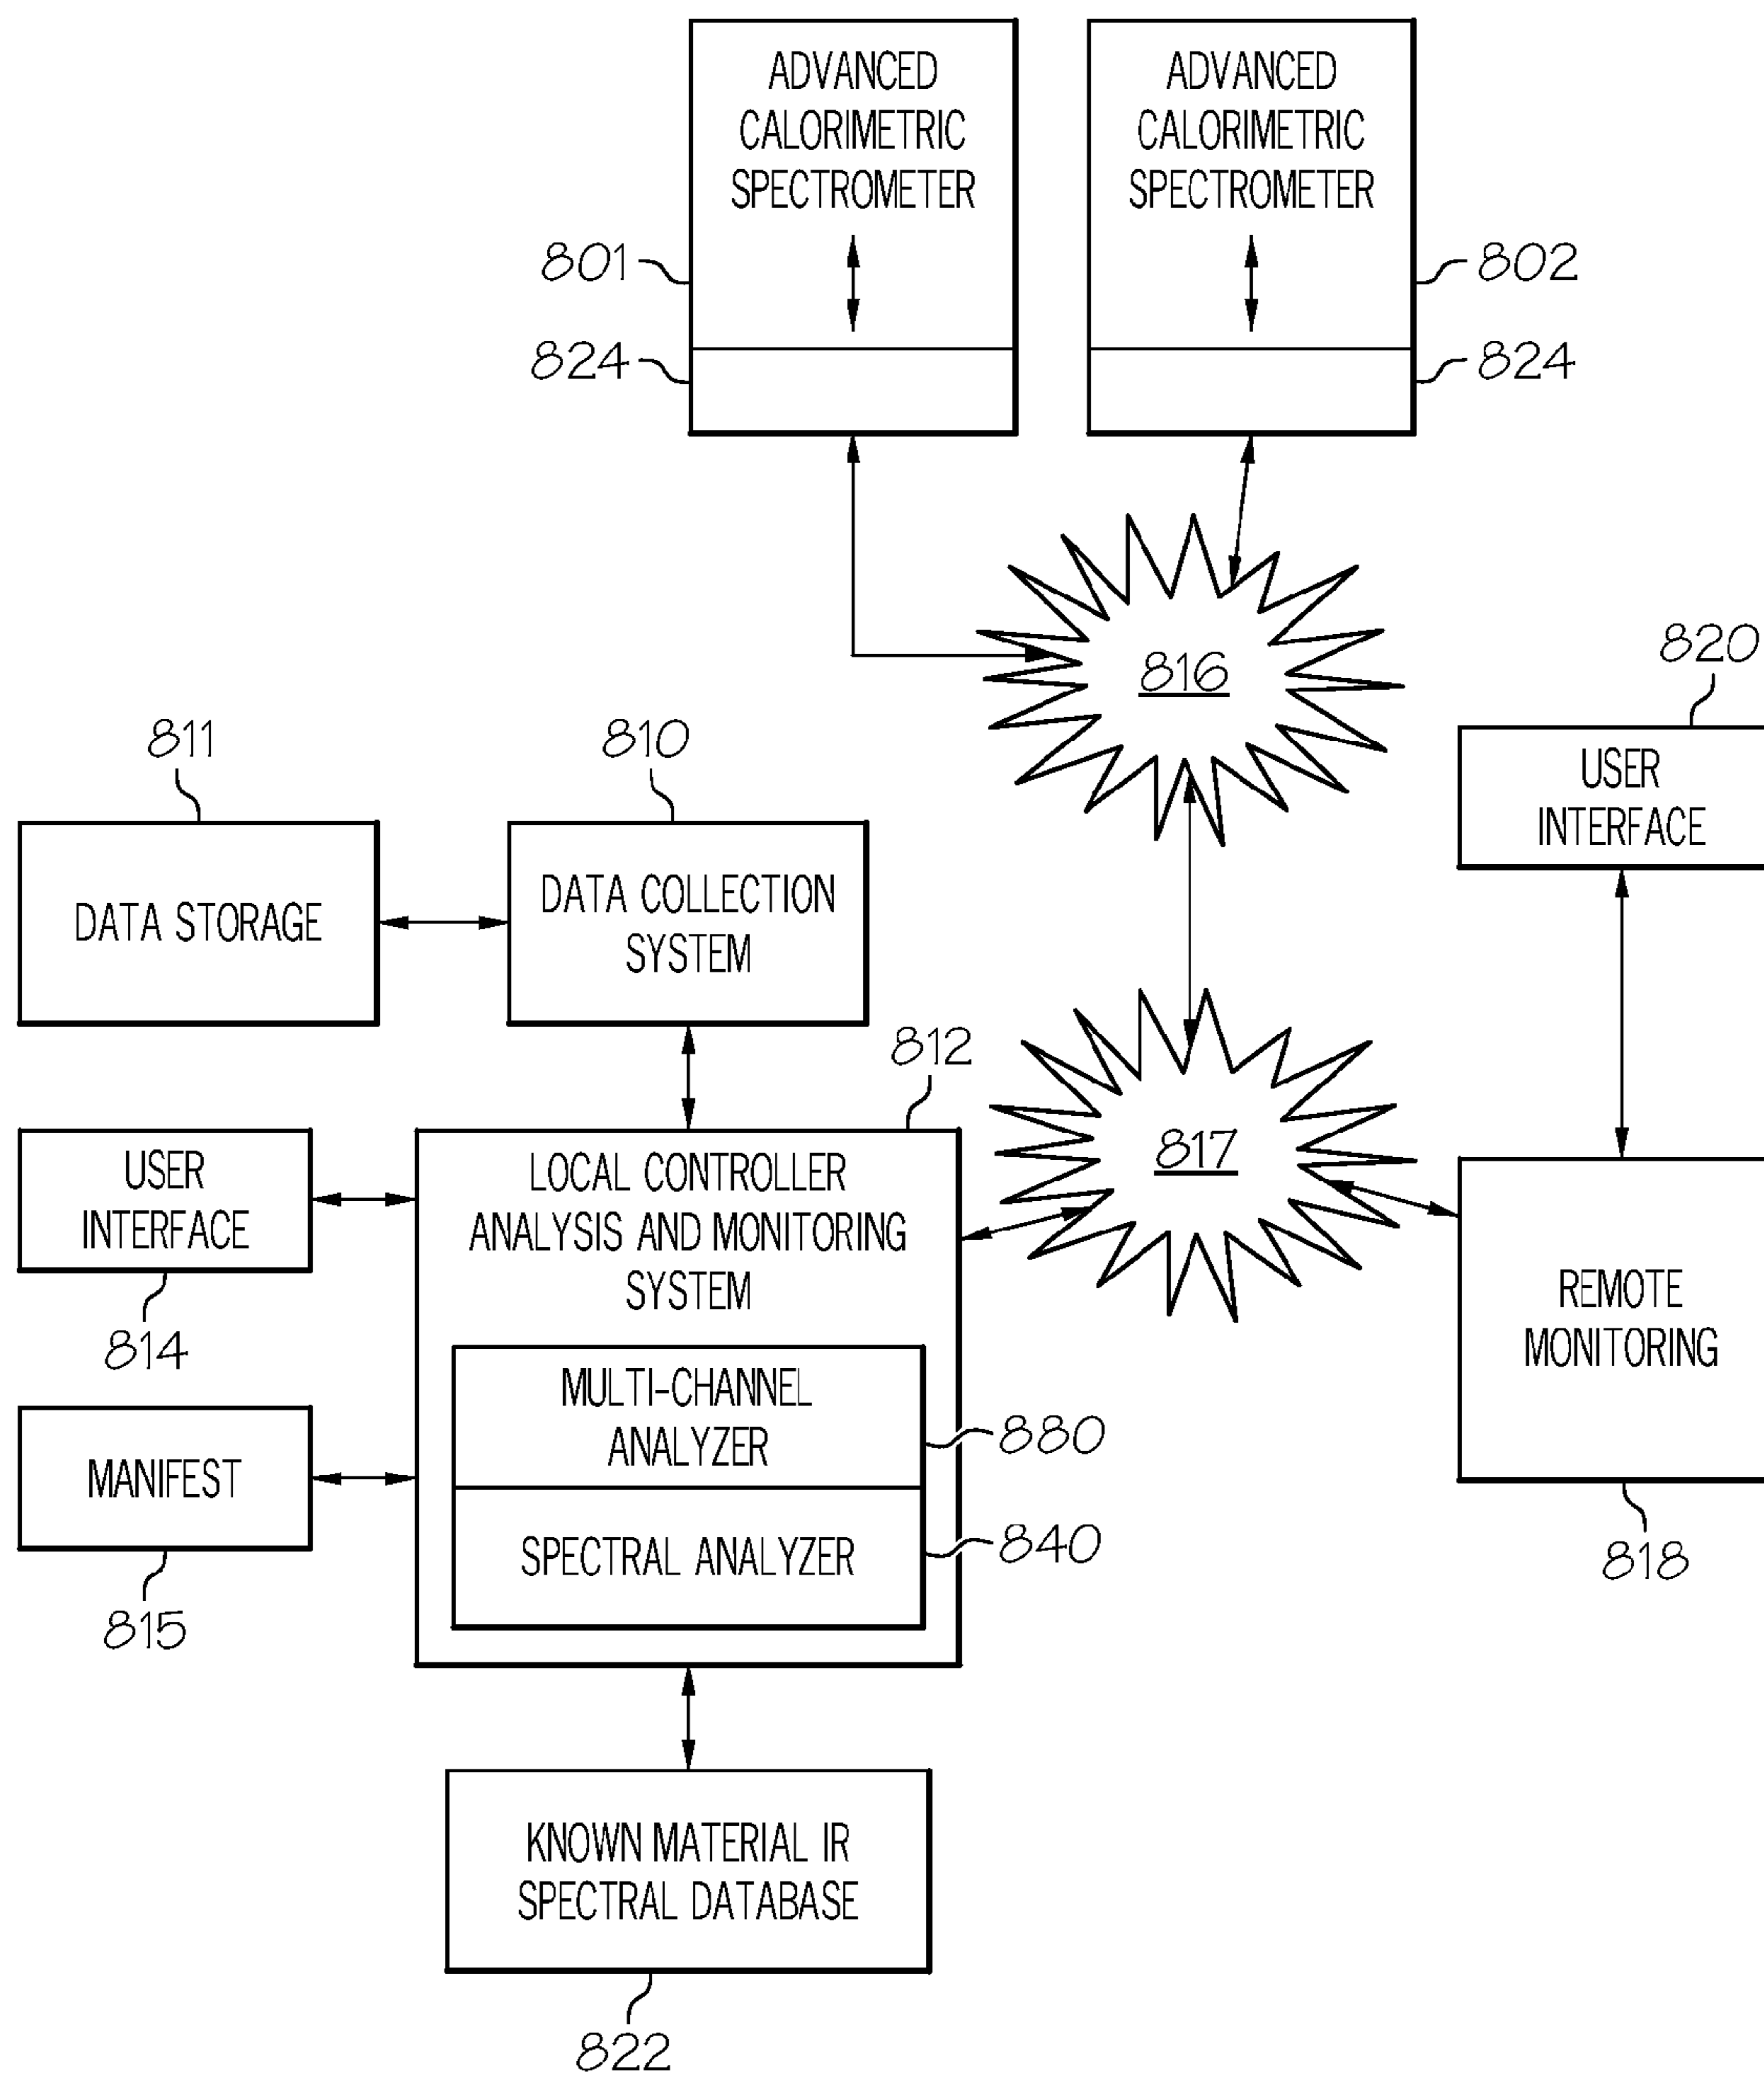 ADVANCED
CALORIMETRIC
SPECTROMETER
ADVANCED
CALORIMETRIC
SPECTROMETER
801
802
824
824
816
820
USER
INTERFACE
811
810
DATA STORAGE
DATA COLLECTION
SYSTEM
812
817
USER
INTERFACE
814
LOCAL CONTROLLER
ANALYSIS AND MONITORING
SYSTEM
REMOTE
MONITORING
818
MULTI-CHANNEL
ANALYZER
880
MANIFEST
815
SPECTRAL ANALYZER
840
KNOWN MATERIAL IR
SPECTRAL DATABASE
822